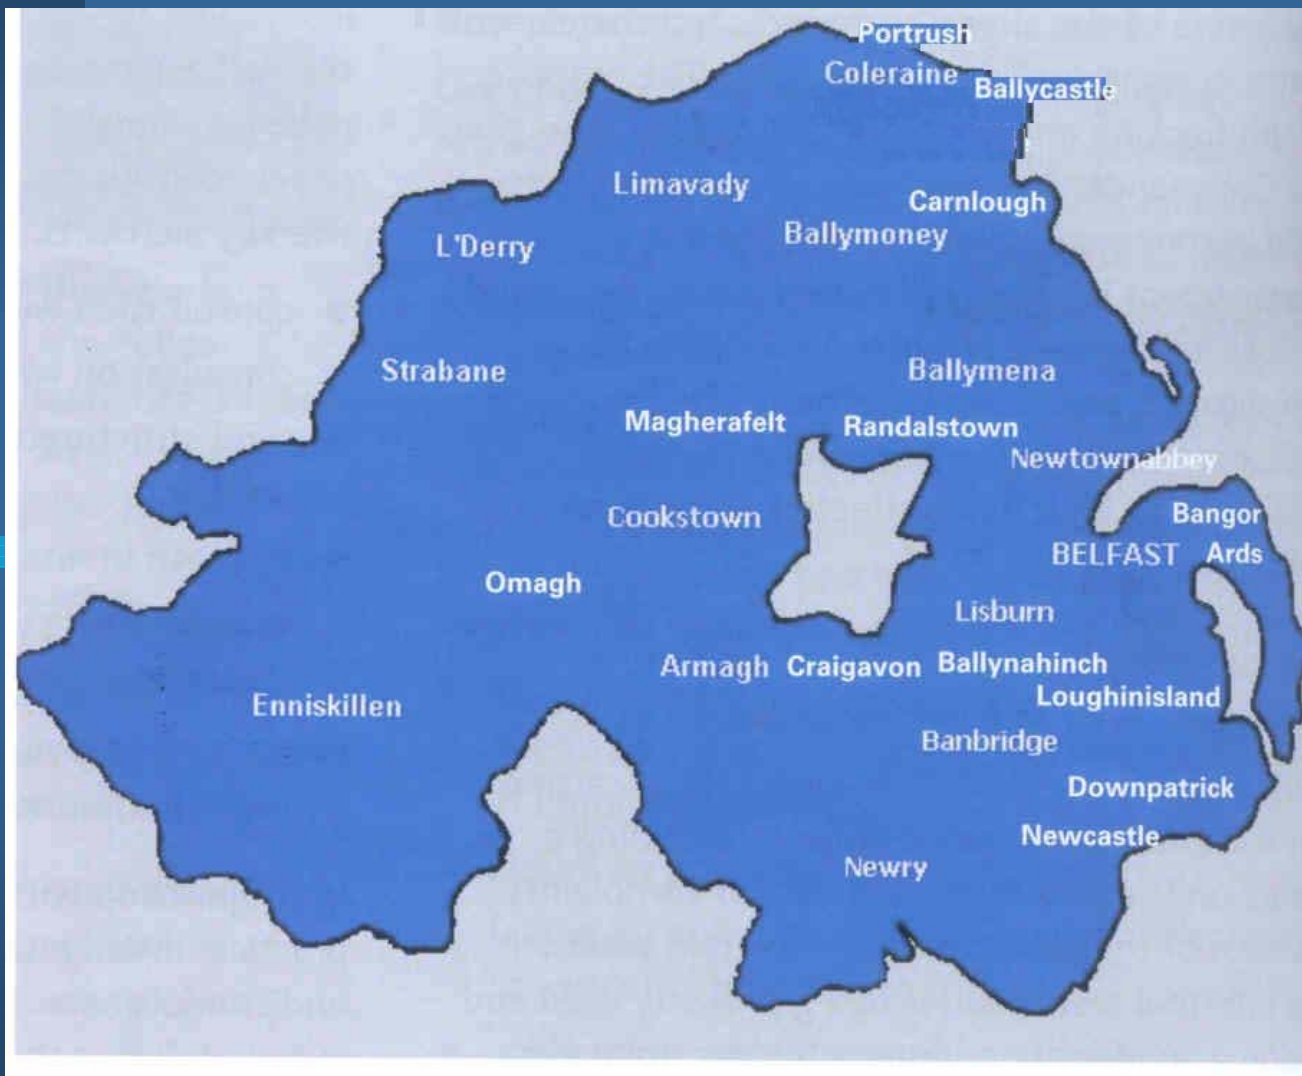 Portrush
Coleraine
Ballycastle
Limavady
Carnlough
Ballymoney
L'Derry
Strabane
Ballymena
Magherafelt
Randalstown
Newtownabbey
Cookstown
Bangor
BELFAST
Ards
Omagh
Lisburn
Armagh
Craigavon
Ballynahinch
Loughinisland
Enniskillen
Banbridge
Downpatrick
Newcastle
Newry